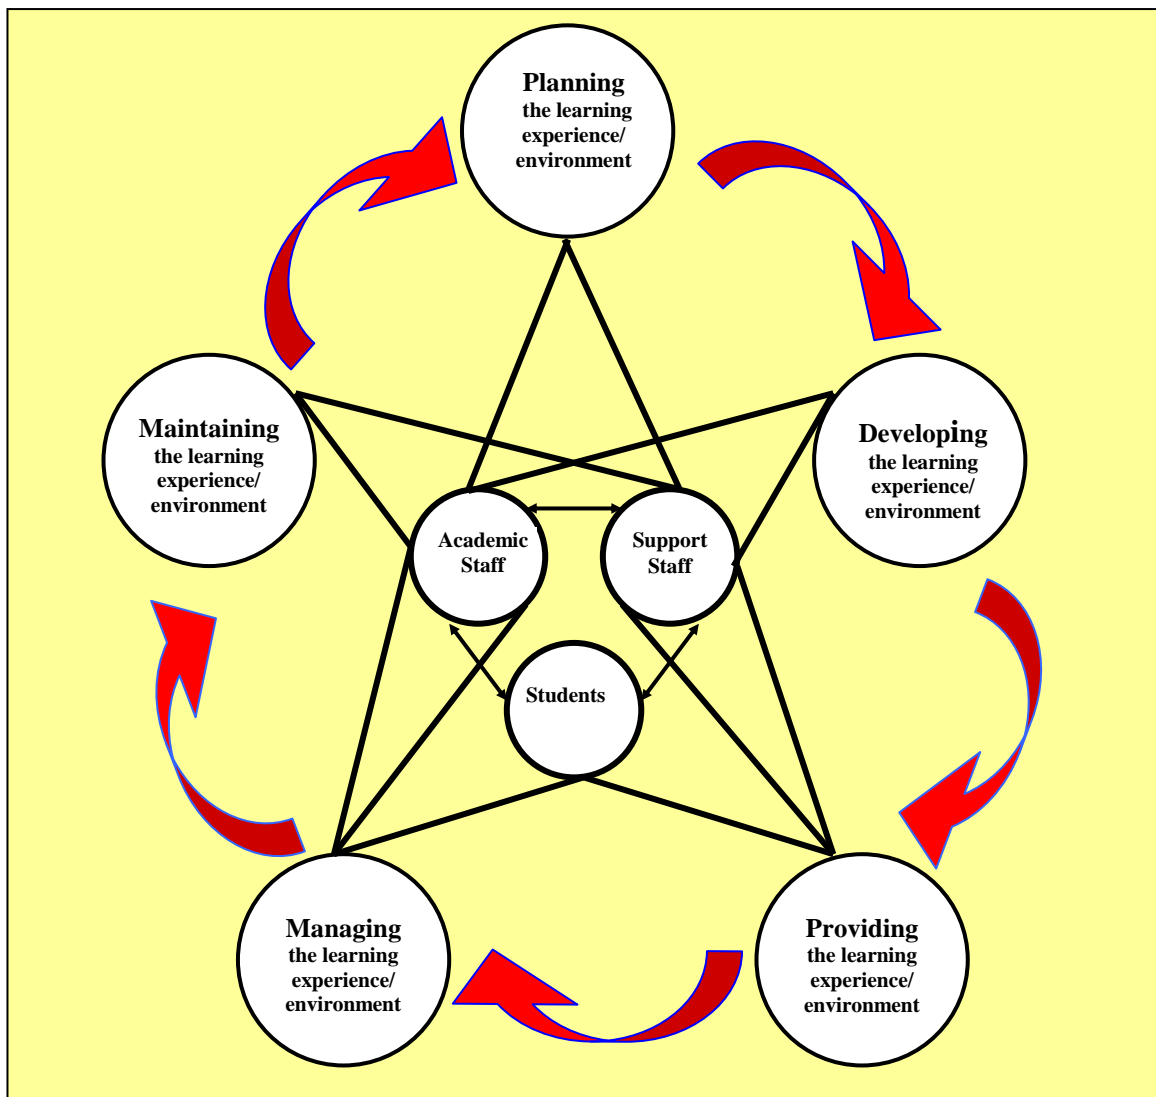 Planning
the learning
experience/
environment
Maintaining
the learning
experience/
environment
Developing
the learning
experience/
environment
Academic
Staff
Support
Staff
Students
Managing
the learning
experience/
environment
Providing
the learning
experience/
environment